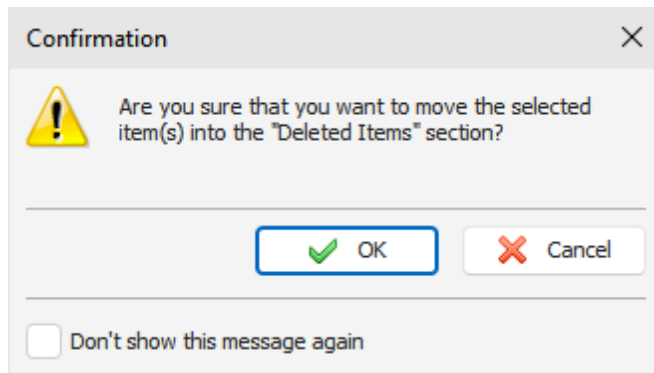 Confirmation
Are you sure that you want to move the selected
item(s) into the "Deleted Items" section?
OK
Cancel
Don't show this message again